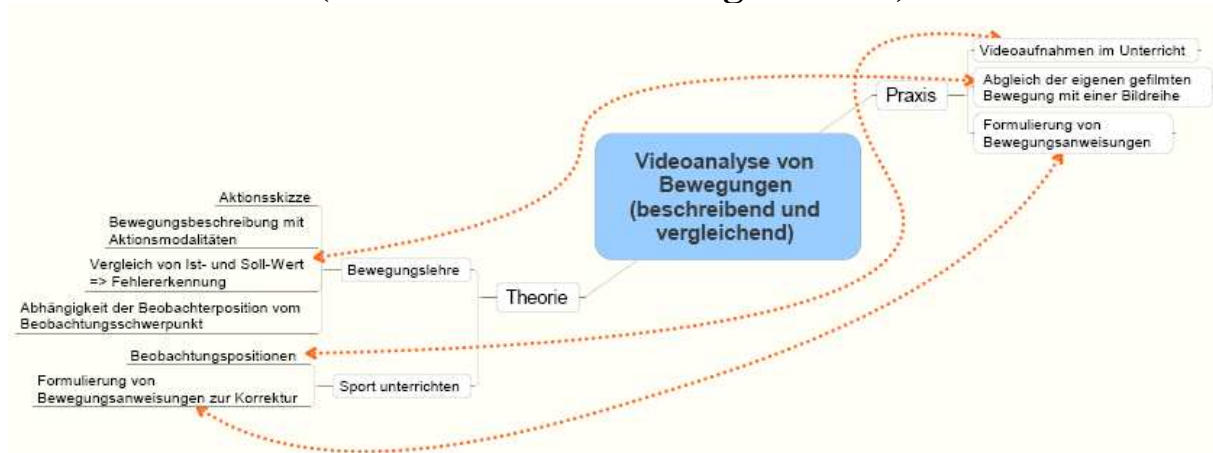 Videoaufnahmen im Unterricht
Abgleich der eigenen gefilmten
Bewegung mit einer Bildreihe
Praxis
Formulierung von
Bewegungsanweisungen
Videoanalyse von
Bewegungen
(beschreibend und
vergleichend)
Aktionsskizze
Bewegungsbeschreibung mit
Aktionsmodalitäten
Vergleich von Ist- und Soll-Wert
=> Fehlererkennung
Bewegungslehre
Theorie
Abhängigkeit der Beobachterposition vom
Beobachtungsschwerpunkt
Beobachtungspositionen
Formulierung von
Bewegungsanweisungen zur Korrektur
Sport unterrichten